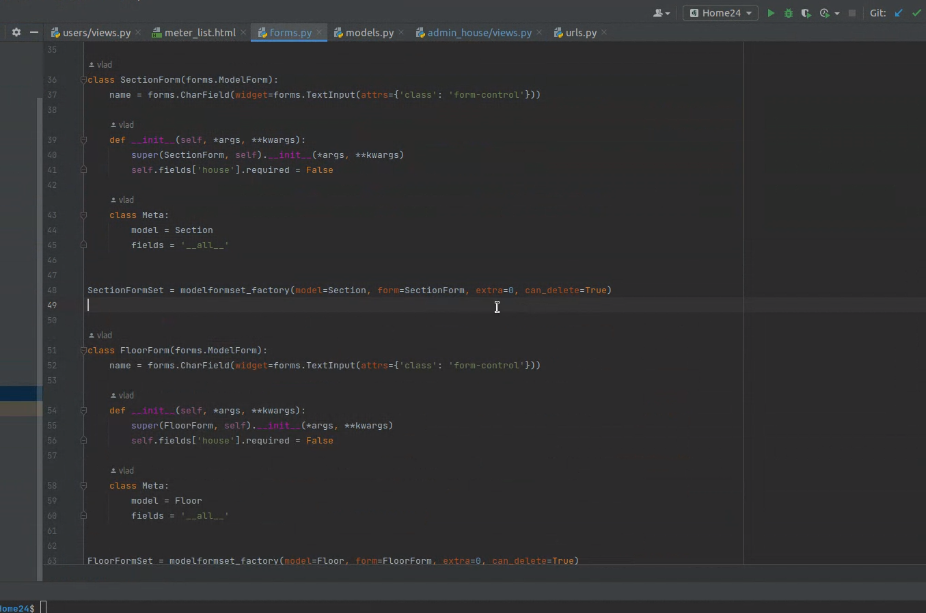 Home24
Git:
users/views.py
meter_list.html
forms.py
models.py
admin_house/views.py
urls.py
35
vlad
36 class SectionForm(forms.ModelForm):
37 name = forms.CharField(widget=forms.TextInput(attrs={'class': 'form-control'}))
38
vlad
39 def __init__(self, *args, **kwargs):
40 super(SectionForm, self).__init__(*args, **kwargs)
41 self.fields['house'].required = False
42
vlad
43 class Meta:
44 model = Section
45 fields = '__all__'
46
47
48 SectionFormSet = modelformset_factory(model=Section, form=SectionForm, extra=0, can_delete=True)
49
50
vlad
51 class FloorForm(forms.ModelForm):
52 name = forms.CharField(widget=forms.TextInput(attrs={'class': 'form-control'}))
53
vlad
54 def __init__(self, *args, **kwargs):
55 super(FloorForm, self).__init__(*args, **kwargs)
56 self.fields['house'].required = False
57
vlad
58 class Meta:
59 model = Floor
60 fields = '__all__'
61
62
63 FloorFormSet = modelformset_factory(model=Floor, form=FloorForm, extra=0, can_delete=True)
Home24$